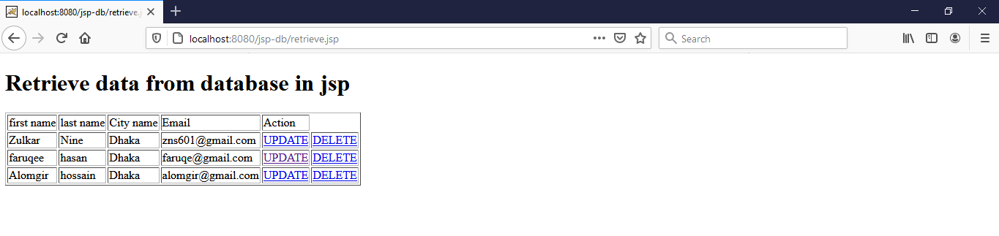 localhost:8080/jsp-db/retrieve.j
localhost:8080/jsp-db/retrieve.jsp
Search
Retrieve data from database in jsp
first name last name City name Email Action
Zulkar Nine Dhaka zns601@gmail.com UPDATE DELETE
faruqee hasan Dhaka faruqe@gmail.com UPDATE DELETE
Alomgir hossain Dhaka alomgir@gmail.com UPDATE DELETE